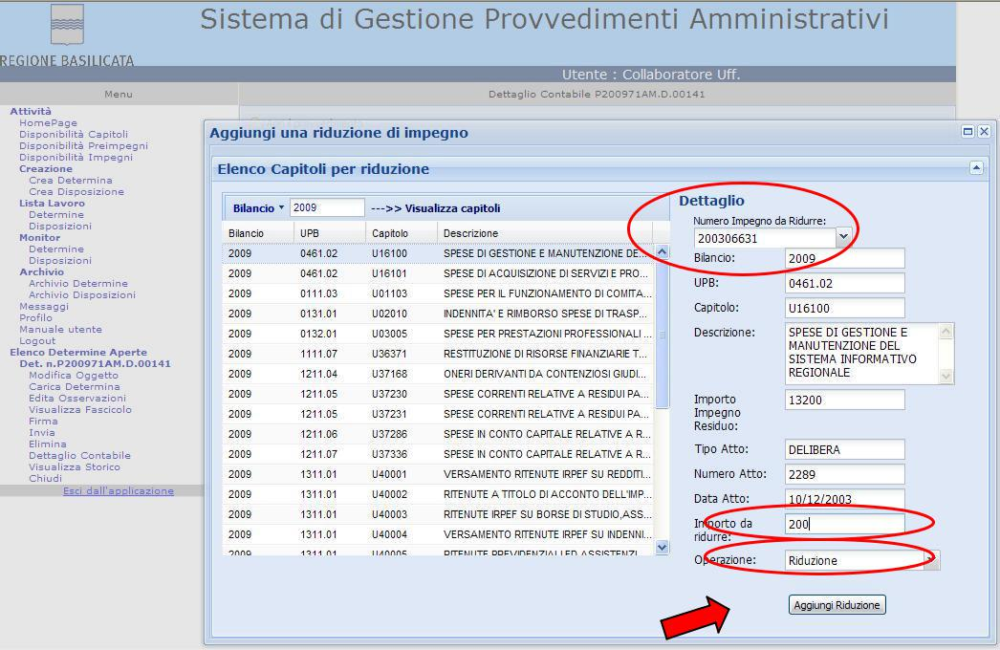 Sistema di Gestione Provvedimenti Amministrativi
REGIONE BASILICATA
Utente : Collaboratore Uff.
Menu
Dettaglio Contabile P200971AM.D.00141
Attività
HomePage
Disponibilità Capitoli
Disponibilità Preimpegni
Disponibilità Impegni
Creazione
Crea Determina
Crea Disposizione
Lista Lavoro
Determine
Disposizioni
Monitor
Determine
Disposizioni
Archivio
Archivio Determine
Archivio Disposizioni
Messaggi
Profilo
Manuale utente
Logout
Elenco Determine Aperte
Det. n.P200971AM.D.00141
Modifica Oggetto
Carica Determina
Edita Osservazioni
Visualizza Fascicolo
Firma
Invia
Elimina
Dettaglio Contabile
Visualizza Storico
Chiudi
Esci dall'applicazione
Aggiungi una riduzione di impegno
Elenco Capitoli per riduzione
Bilancio 2009 --->> Visualizza capitoli
Bilancio UPB Capitolo Descrizione
2009 0461.02 U16100 SPESE DI GESTIONE E MANUTENZIONE DE...
2009 0461.02 U16101 SPESE DI ACQUISIZIONE DI SERVIZI E PRO...
2009 0111.03 U01103 SPESE PER IL FUNZIONAMENTO DI COMITA...
2009 0131.01 U02010 INDENNITA' E RIMBORSO SPESE DI TRASP...
2009 0132.01 U03005 SPESE PER PRESTAZIONI PROFESSIONALI ...
2009 1111.07 U36371 RESTITUZIONE DI RISORSE FINANZIARIE T...
2009 1211.04 U37168 ONERI DERIVANTI DA CONTENZIOSI GIUDI...
2009 1211.05 U37230 SPESE CORRENTI RELATIVE A RESIDUI PA...
2009 1211.05 U37231 SPESE CORRENTI RELATIVE A RESIDUI PA...
2009 1211.06 U37286 SPESE IN CONTO CAPITALE RELATIVE A R...
2009 1211.07 U37336 SPESE IN CONTO CAPITALE RELATIVE A R...
2009 1311.01 U40001 VERSAMENTO RITENUTE IRPEF SU REDDITI...
2009 1311.01 U40002 RITENUTE A TITOLO DI ACCONTO DELL'IMP...
2009 1311.01 U40003 RITENUTE IRPEF SU BORSE DI STUDIO,ASS...
2009 1311.01 U40004 VERSAMENTO RITENUTE IRPEF SU INDENNI...
2009 1311.01 U40005 RITENUTE PREVIDENZIALI ED ASSISTENZI...
Dettaglio
Numero Impegno da Ridurre:
200306631
Bilancio: 2009
UPB: 0461.02
Capitolo: U16100
Descrizione: SPESE DI GESTIONE E
MANUTENZIONE DEL
SISTEMA INFORMATIVO
REGIONALE
Importo 13200
Impegno
Residuo:
Tipo Atto: DELIBERA
Numero Atto: 2289
Data Atto: 10/12/2003
Importo da 200
ridurre:
Operazione: Riduzione
Aggiungi Riduzione